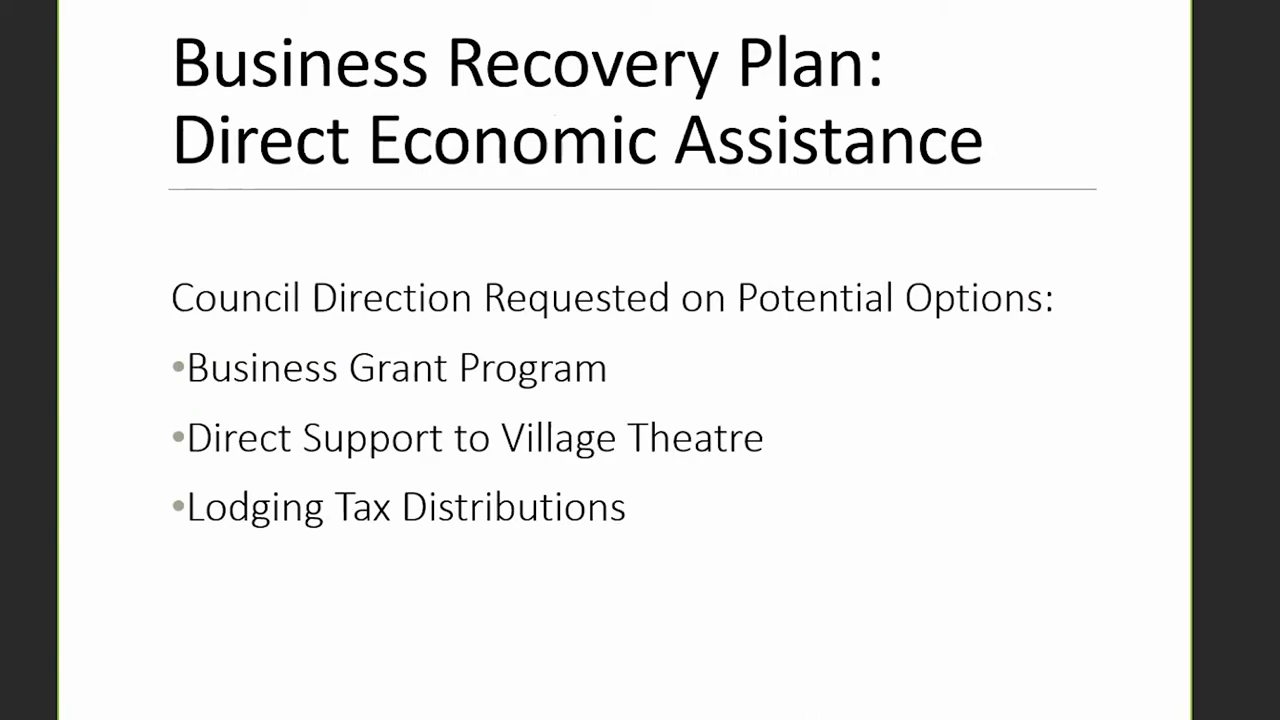 Business Recovery Plan:
Direct Economic Assistance
Council Direction Requested on Potential Options:
•Business Grant Program
•Direct Support to Village Theatre
•Lodging Tax Distributions